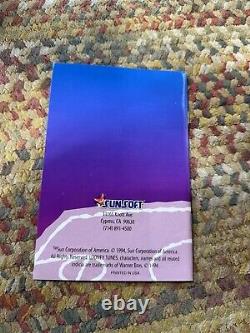 SUNSOFT
11165 Knott Ave
Cypress, CA 90630
(714) 891-4500
™Sun Corporation of America. © 1994, Sun Corporation of America
All Rights Reserved. LOONEY TUNES, characters, names and all related
indicia are trademarks of Warner Bros. © 1994
PRINTED IN USA